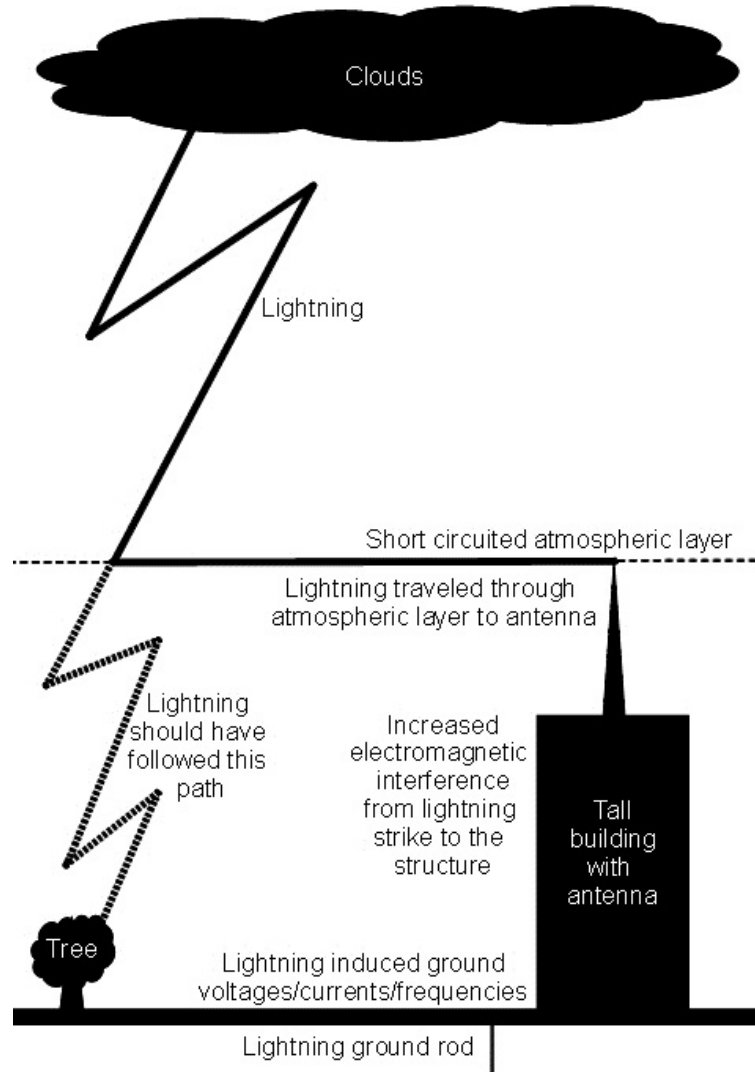 Clouds
Lightning
Short circuited atmospheric layer
Lightning traveled through
atmospheric layer to antenna
Lightning
should have
followed this
path
Increased
electromagnetic
interference
from lightning
strike to the
structure
Tall
building
with
antenna
Tree
Lightning induced ground
voltages/currents/frequencies
Lightning ground rod